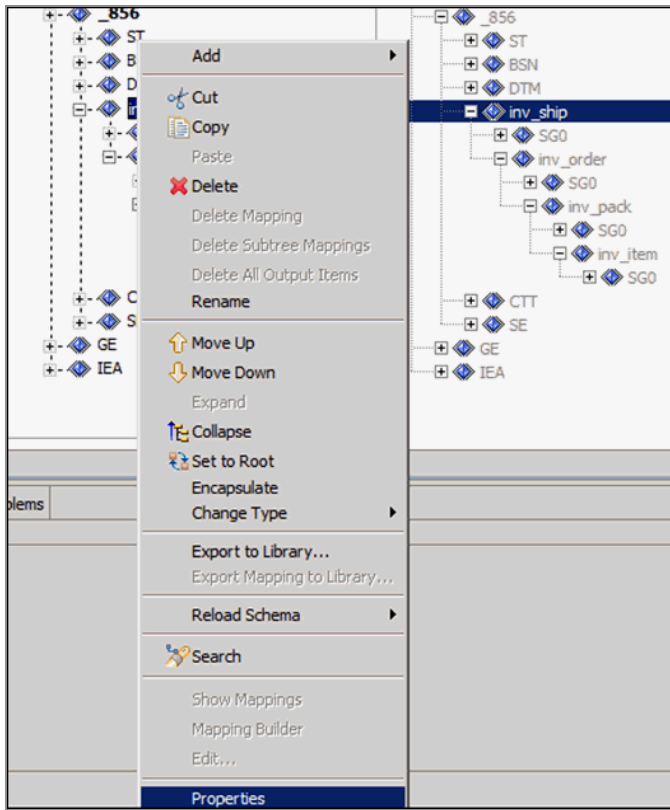 _856
ST
B
D
in
C
S
GE
IEA
Add
Cut
Copy
Paste
Delete
Delete Mapping
Delete Subtree Mappings
Delete All Output Items
Rename
Move Up
Move Down
Expand
Collapse
Set to Root
Encapsulate
Change Type
Export to Library...
Export Mapping to Library...
Reload Schema
Search
Show Mappings
Mapping Builder
Edit...
Properties
_856
ST
BSN
DTM
inv_ship
SG0
inv_order
SG0
inv_pack
SG0
inv_item
SG0
CTT
SE
GE
IEA
blems